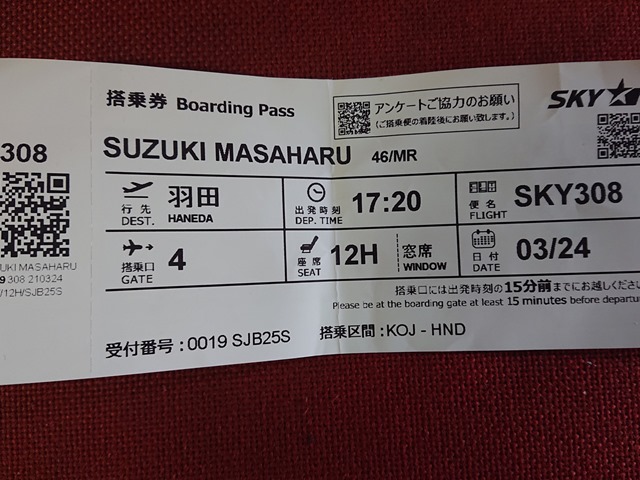 308
UKI MASAHARU
9 308 210324
/12H/SJB25S
搭乗券 Boarding Pass
アンケートご協力のお願い
(ご搭乗便の着陸後にお願い致します。)
SKY
SUZUKI MASAHARU 46/MR
行先 DEST. 羽田 HANEDA
出発時刻 DEP. TIME 17:20
便名 FLIGHT SKY308
搭乗口 GATE 4
座席 SEAT 12H 窓席 WINDOW
日付 DATE 03/24
搭乗口には出発時刻の15分前までにお越しくださ
Please be at the boarding gate at least 15 minutes before departur
受付番号:0019 SJB25S
搭乗区間:KOJ - HND